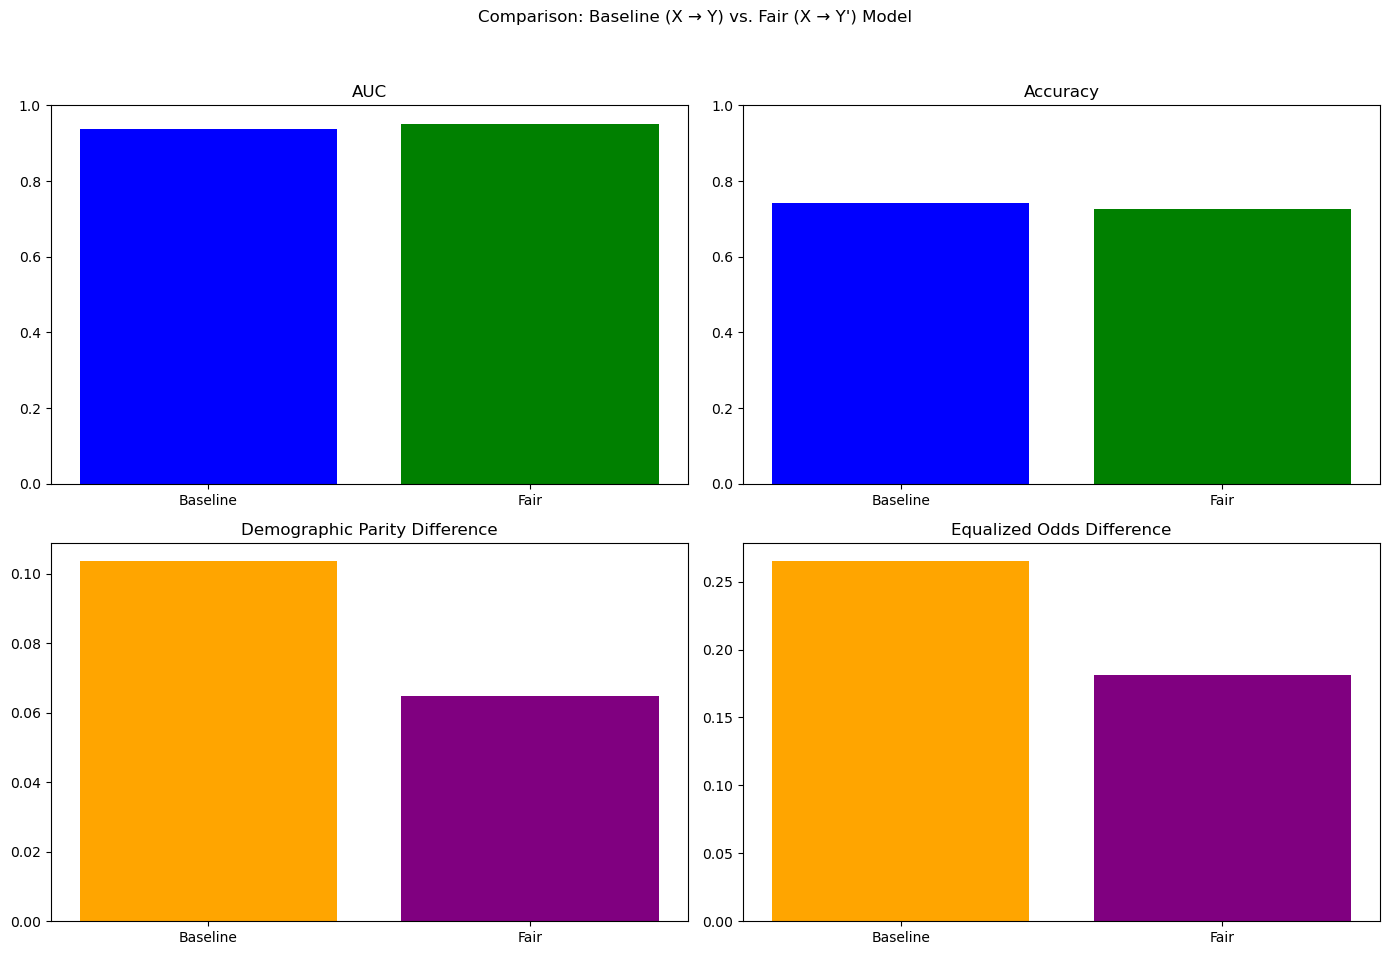 Comparison: Baseline (X → Y) vs. Fair (X → Y') Model
AUC
1.0
0.8
0.6
0.4
0.2
0.0
Baseline Fair
Accuracy
1.0
0.8
0.6
0.4
0.2
0.0
Baseline Fair
Demographic Parity Difference
0.10
0.08
0.06
0.04
0.02
0.00
Baseline Fair
Equalized Odds Difference
0.25
0.20
0.15
0.10
0.05
0.00
Baseline Fair